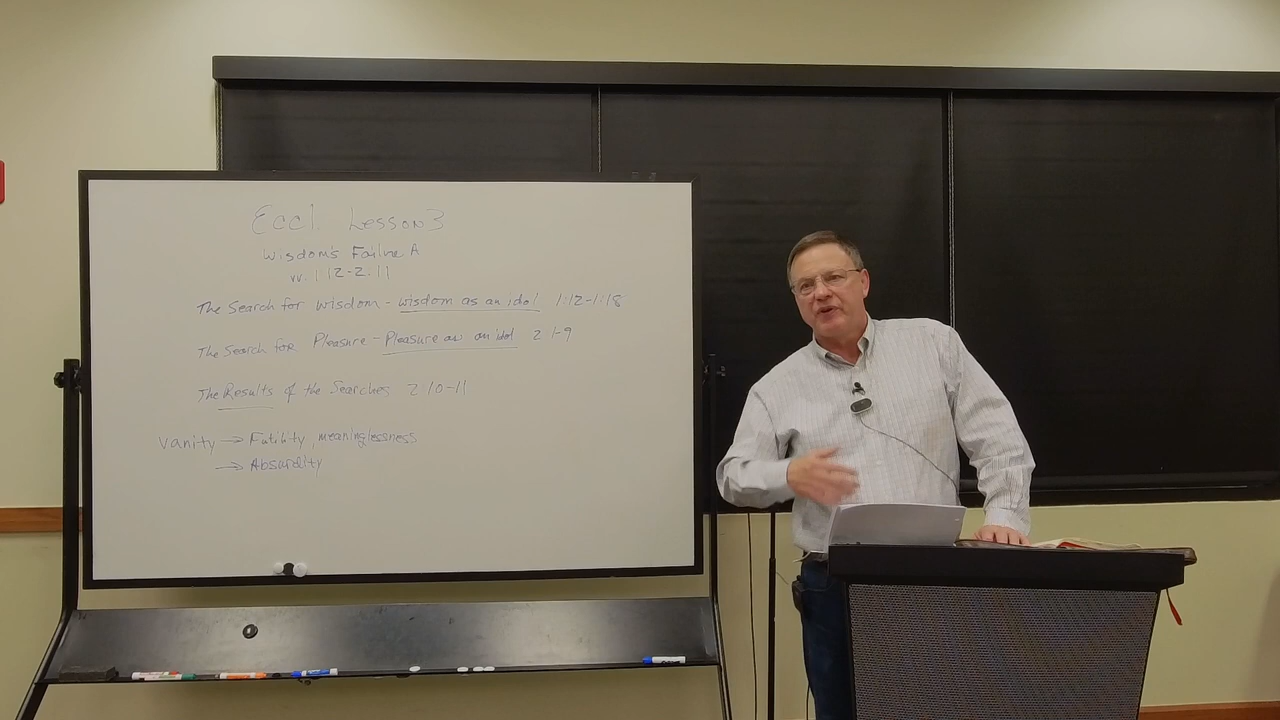 Eccl. Lesson 3
Wisdom's Failure A
vv. 1:12-2:11
The Search for wisdom - wisdom as an idol 1:12-1:18
The Search for Pleasure - Pleasure as an idol 2:1-9
The Results of the Searches 2:10-11
Vanity → Futility, meaninglessness
→ Absurdity